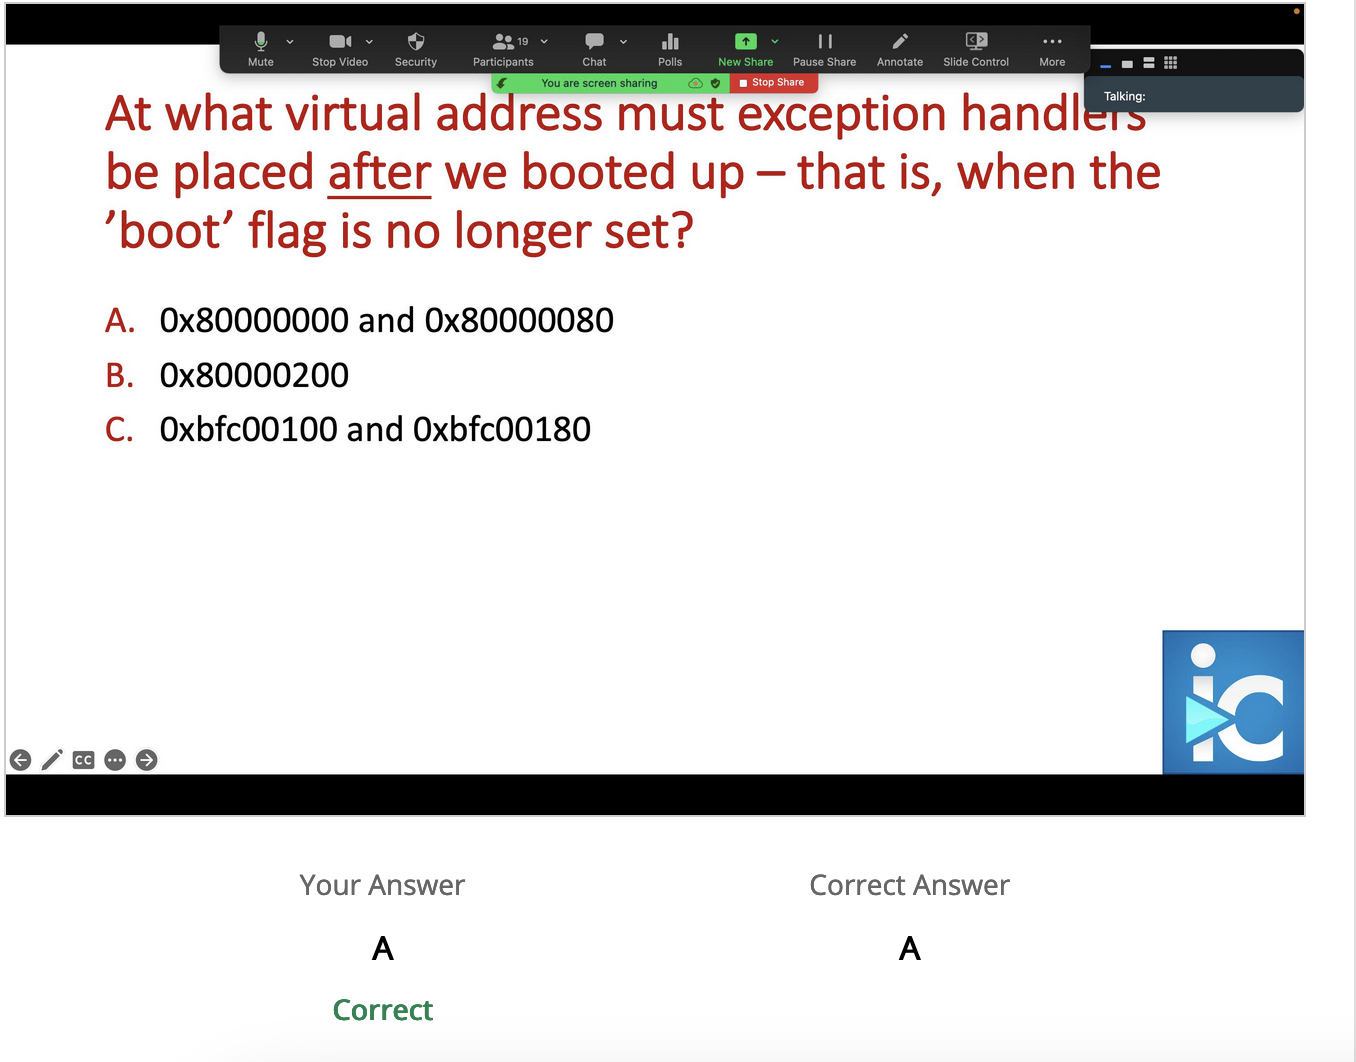 Mute
Stop Video
Security
19
Participants
Chat
Polls
New Share
Pause Share
Annotate
Slide Control
More
You are screen sharing
Stop Share
Talking:
At what virtual address must exception handlers
be placed after we booted up – that is, when the
’boot’ flag is no longer set?
A. 0x80000000 and 0x80000080
B. 0x80000200
C. 0xbfc00100 and 0xbfc00180
CC
iC
Your Answer
Correct Answer
A
A
Correct